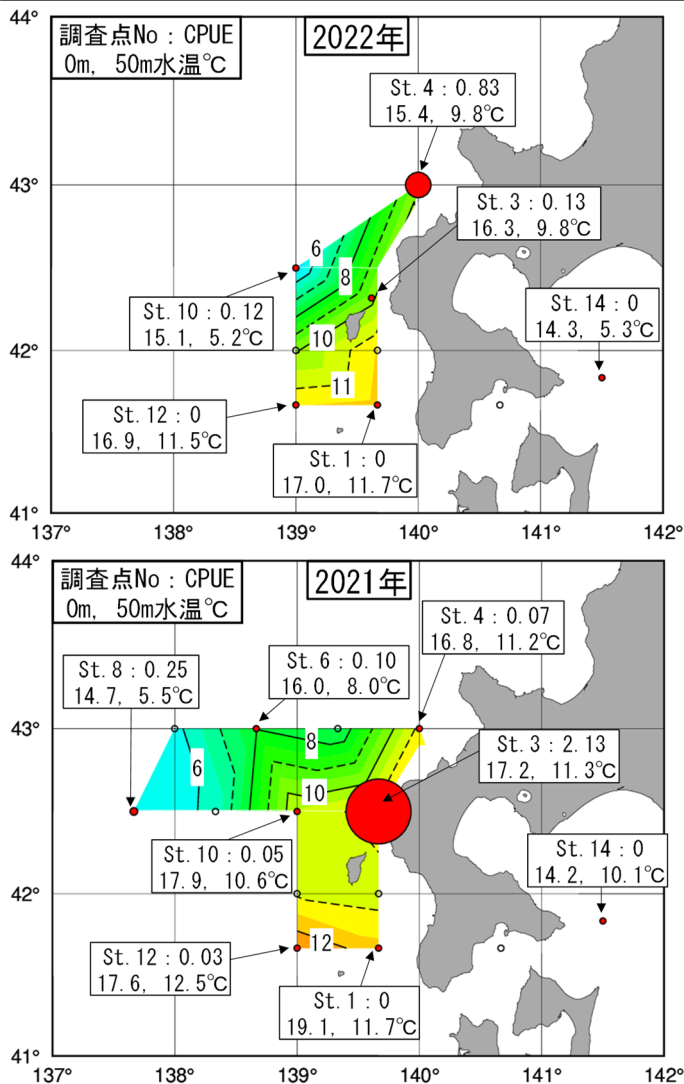 44°
調査点No：CPUE
0m, 50m水温℃
2022年
St.4：0.83
15.4, 9.8℃
43°
St.3：0.13
16.3, 9.8℃
6
8
St.10：0.12
15.1, 5.2℃
St.14：0
14.3, 5.3℃
10
42°
11
St.12：0
16.9, 11.5℃
St.1：0
17.0, 11.7℃
41°
137° 138° 139° 140° 141° 142°
44°
調査点No：CPUE
0m, 50m水温℃
2021年
St.4：0.07
16.8, 11.2℃
St.6：0.10
16.0, 8.0℃
St.8：0.25
14.7, 5.5℃
43°
8
St.3：2.13
17.2, 11.3℃
6
10
St.10：0.05
17.9, 10.6℃
St.14：0
14.2, 10.1℃
42°
12
St.12：0.03
17.6, 12.5℃
St.1：0
19.1, 11.7℃
41°
137° 138° 139° 140° 141° 142°